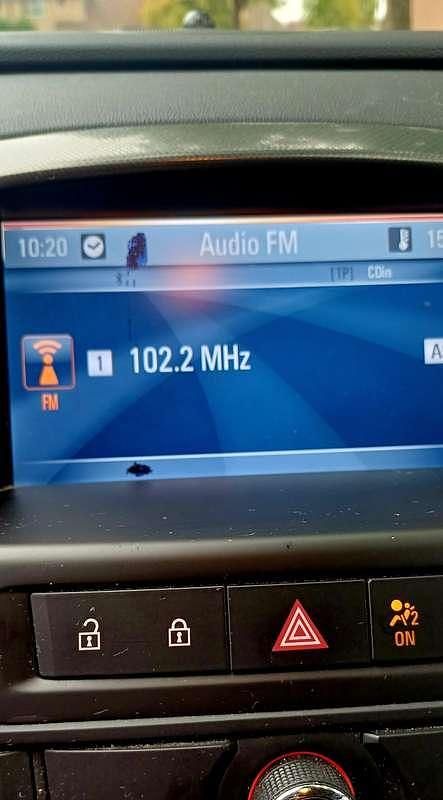 10:20 Audio FM 15
[TP] CDin
1 102.2 MHz A
FM
2
ON